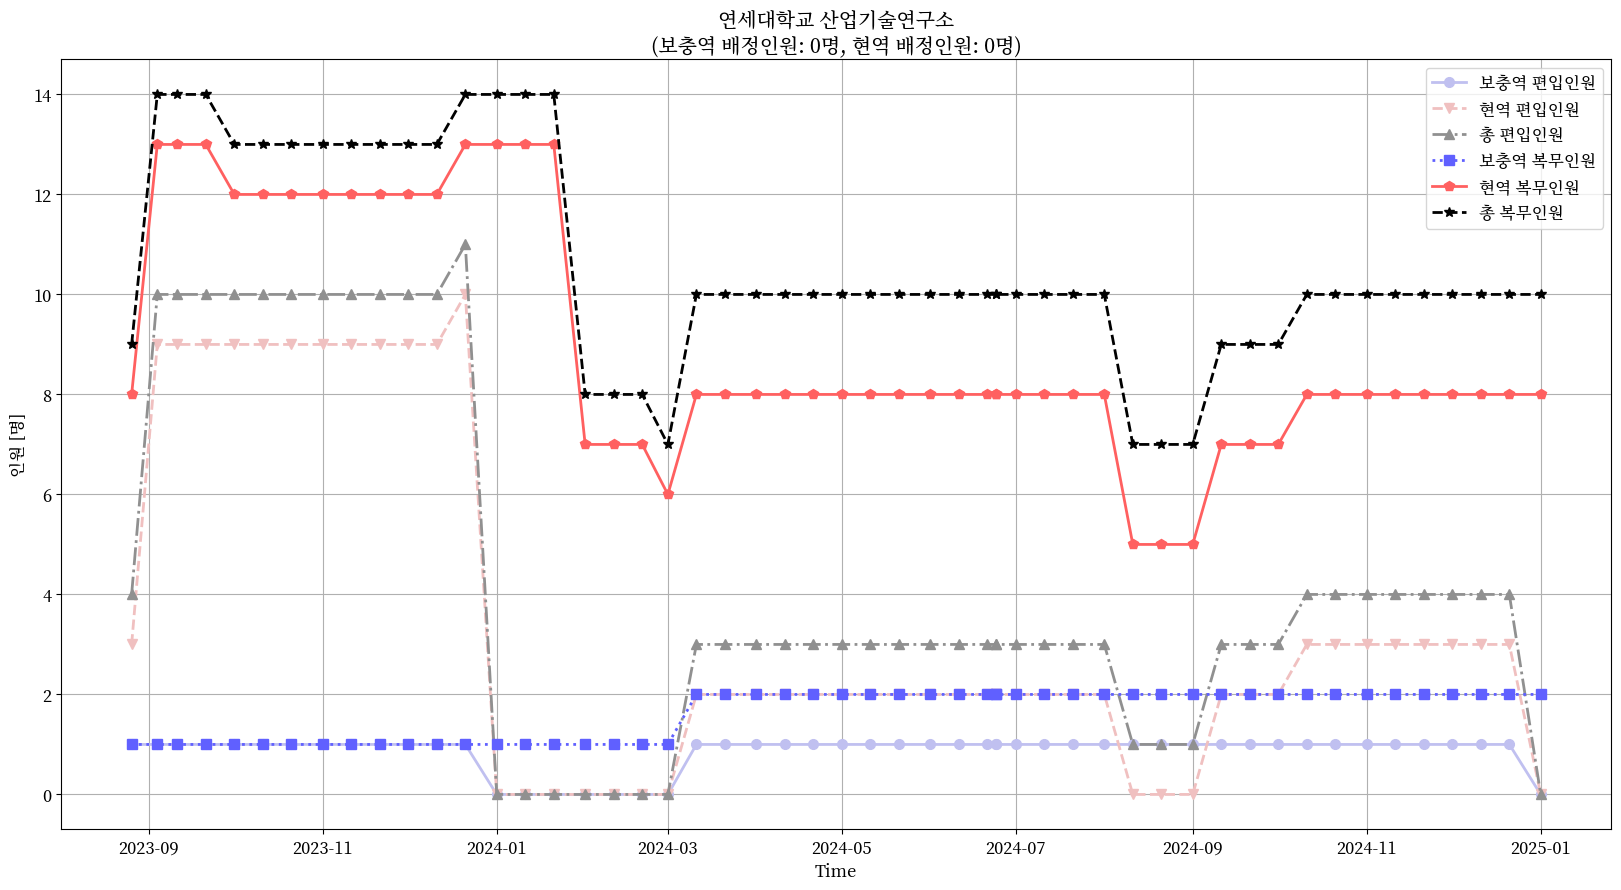 연세대학교 산업기술연구소
(보충역 배정인원: 0명, 현역 배정인원: 0명)
보충역 편입인원
현역 편입인원
총 편입인원
보충역 복무인원
현역 복무인원
총 복무인원
인원 [명]
14
12
10
8
6
4
2
0
2023-09
2023-11
2024-01
2024-03
2024-05
2024-07
2024-09
2024-11
2025-01
Time